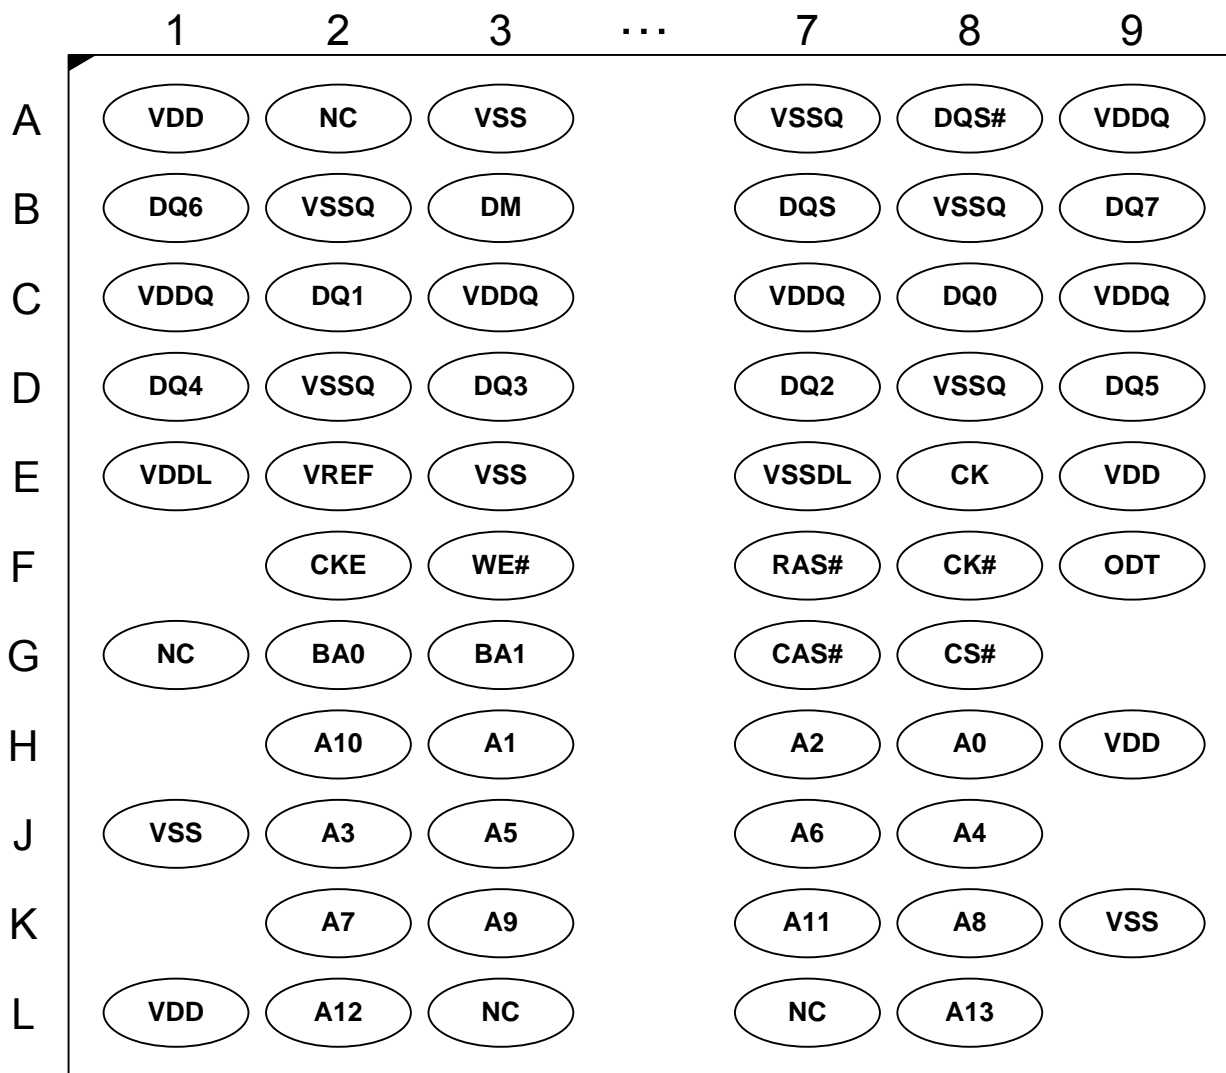 1 2 3 ... 7 8 9
A VDD NC VSS VSSQ DQS# VDDQ
B DQ6 VSSQ DM DQS VSSQ DQ7
C VDDQ DQ1 VDDQ VDDQ DQ0 VDDQ
D DQ4 VSSQ DQ3 DQ2 VSSQ DQ5
E VDDL VREF VSS VSSDL CK VDD
F CKE WE# RAS# CK# ODT
G NC BA0 BA1 CAS# CS#
H A10 A1 A2 A0 VDD
J VSS A3 A5 A6 A4
K A7 A9 A11 A8 VSS
L VDD A12 NC NC A13